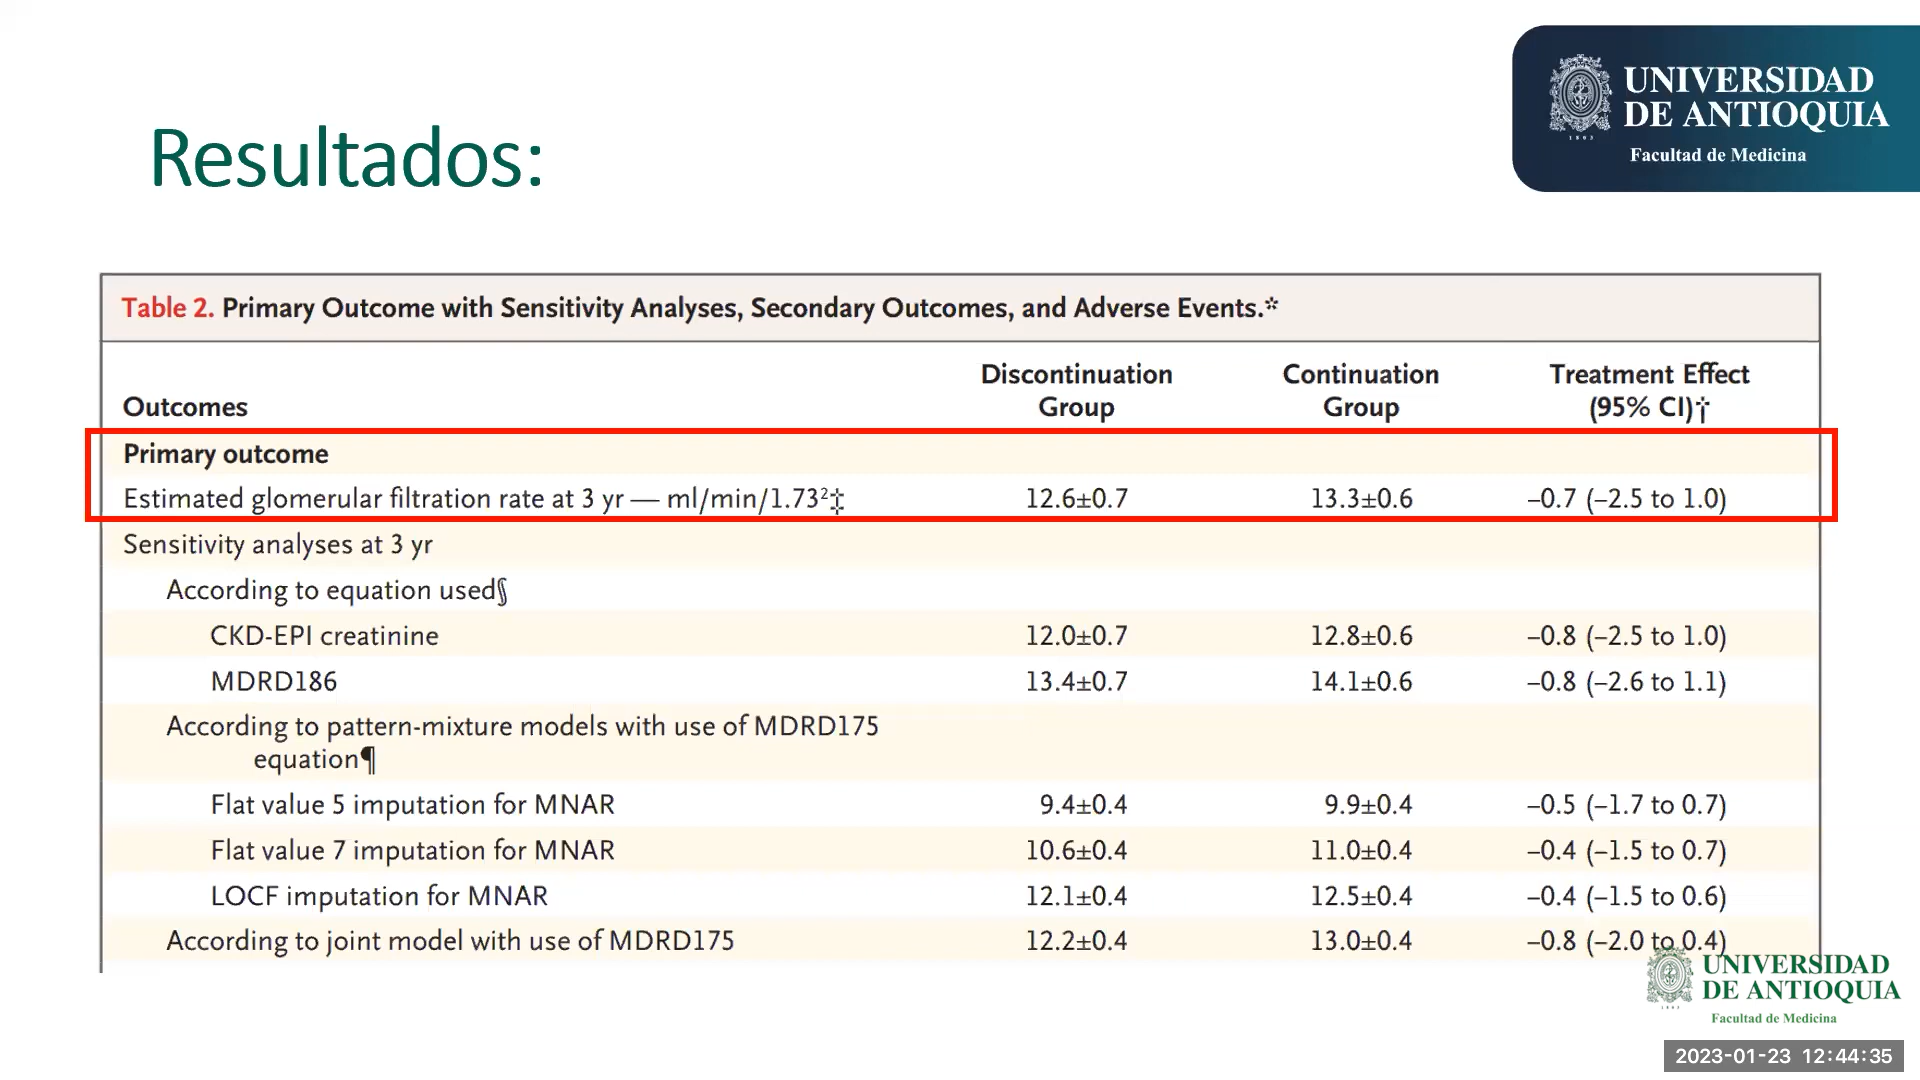 UNIVERSIDAD
DE ANTIOQUIA
1803
Facultad de Medicina
Resultados:
Table 2. Primary Outcome with Sensitivity Analyses, Secondary Outcomes, and Adverse Events.*
Outcomes Discontinuation Group Continuation Group Treatment Effect (95% CI)†
Primary outcome
Estimated glomerular filtration rate at 3 yr — ml/min/1.73²‡ 12.6±0.7 13.3±0.6 –0.7 (–2.5 to 1.0)
Sensitivity analyses at 3 yr
According to equation used§
CKD-EPI creatinine 12.0±0.7 12.8±0.6 –0.8 (–2.5 to 1.0)
MDRD186 13.4±0.7 14.1±0.6 –0.8 (–2.6 to 1.1)
According to pattern-mixture models with use of MDRD175
equation¶
Flat value 5 imputation for MNAR 9.4±0.4 9.9±0.4 –0.5 (–1.7 to 0.7)
Flat value 7 imputation for MNAR 10.6±0.4 11.0±0.4 –0.4 (–1.5 to 0.7)
LOCF imputation for MNAR 12.1±0.4 12.5±0.4 –0.4 (–1.5 to 0.6)
According to joint model with use of MDRD175 12.2±0.4 13.0±0.4 –0.8 (–2.0 to 0.4)
UNIVERSIDAD
DE ANTIOQUIA
Facultad de Medicina
2023-01-23 12:44:35